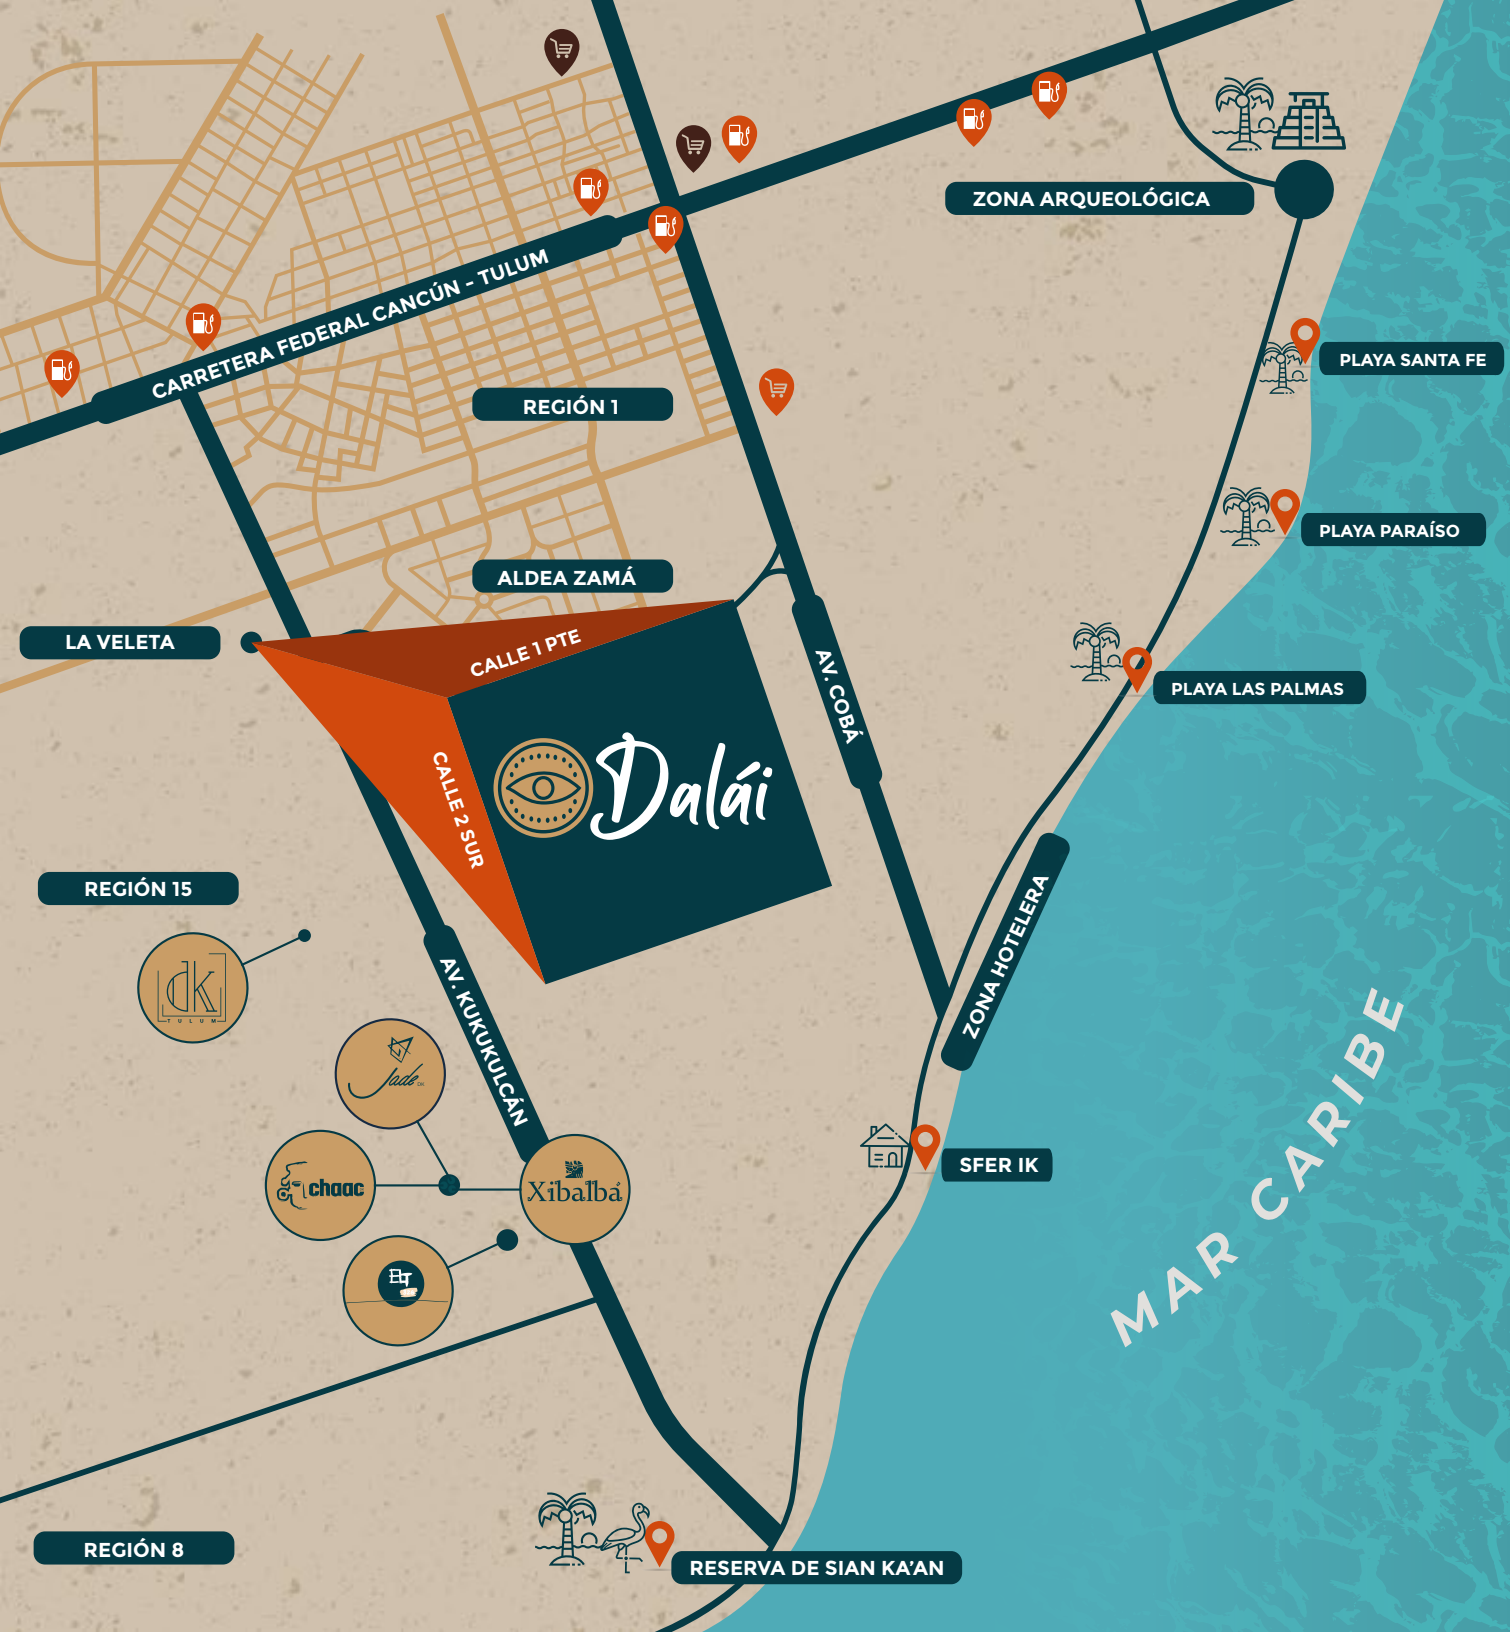 ZONA ARQUEOLÓGICA
CARRETERA FEDERAL CANCÚN - TULUM
PLAYA SANTA FE
REGIÓN 1
PLAYA PARAÍSO
ALDEA ZAMÁ
LA VELETA
CALLE 1 PTE
AV. COBÁ
PLAYA LAS PALMAS
CALLE 2 SUR
Dalái
REGIÓN 15
ZONA HOTELERA
dK
TULUM
AV. KUKUKULCÁN
MAR CARIBE
Jade
SFER IK
chaac
Xibalbá
REGIÓN 8
RESERVA DE SIAN KA'AN